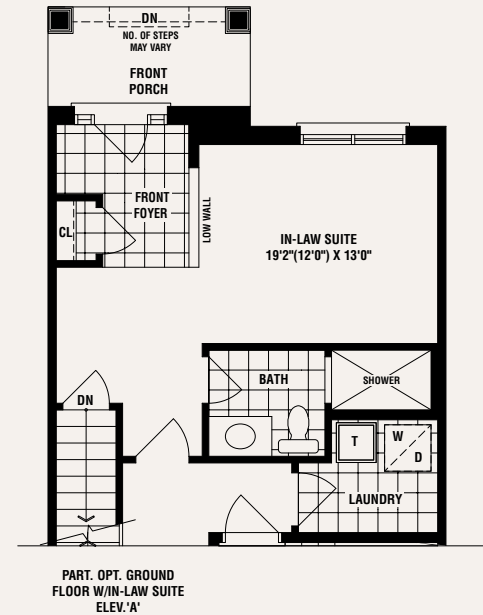 DN
NO. OF STEPS
MAY VARY
FRONT
PORCH
FRONT
FOYER
CL
LOW WALL
IN-LAW SUITE
19'2"(12'0") X 13'0"
BATH
SHOWER
DN
T
W
D
LAUNDRY
PART. OPT. GROUND
FLOOR W/IN-LAW SUITE
ELEV.'A'